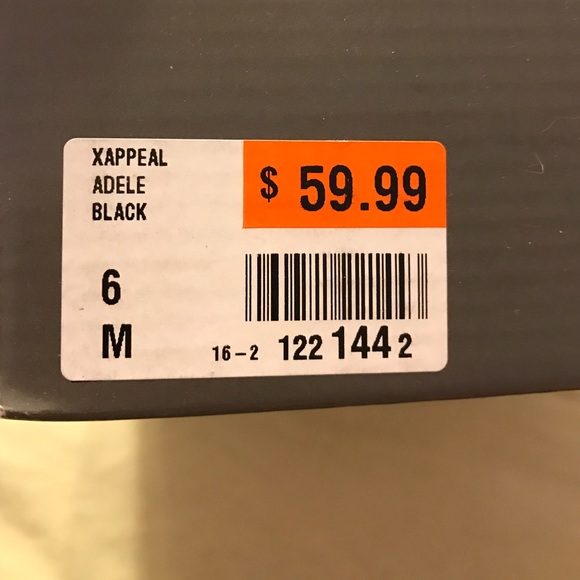 XAPPEAL
ADELE
BLACK
$ 59.99
6
M
16-2 122 144 2